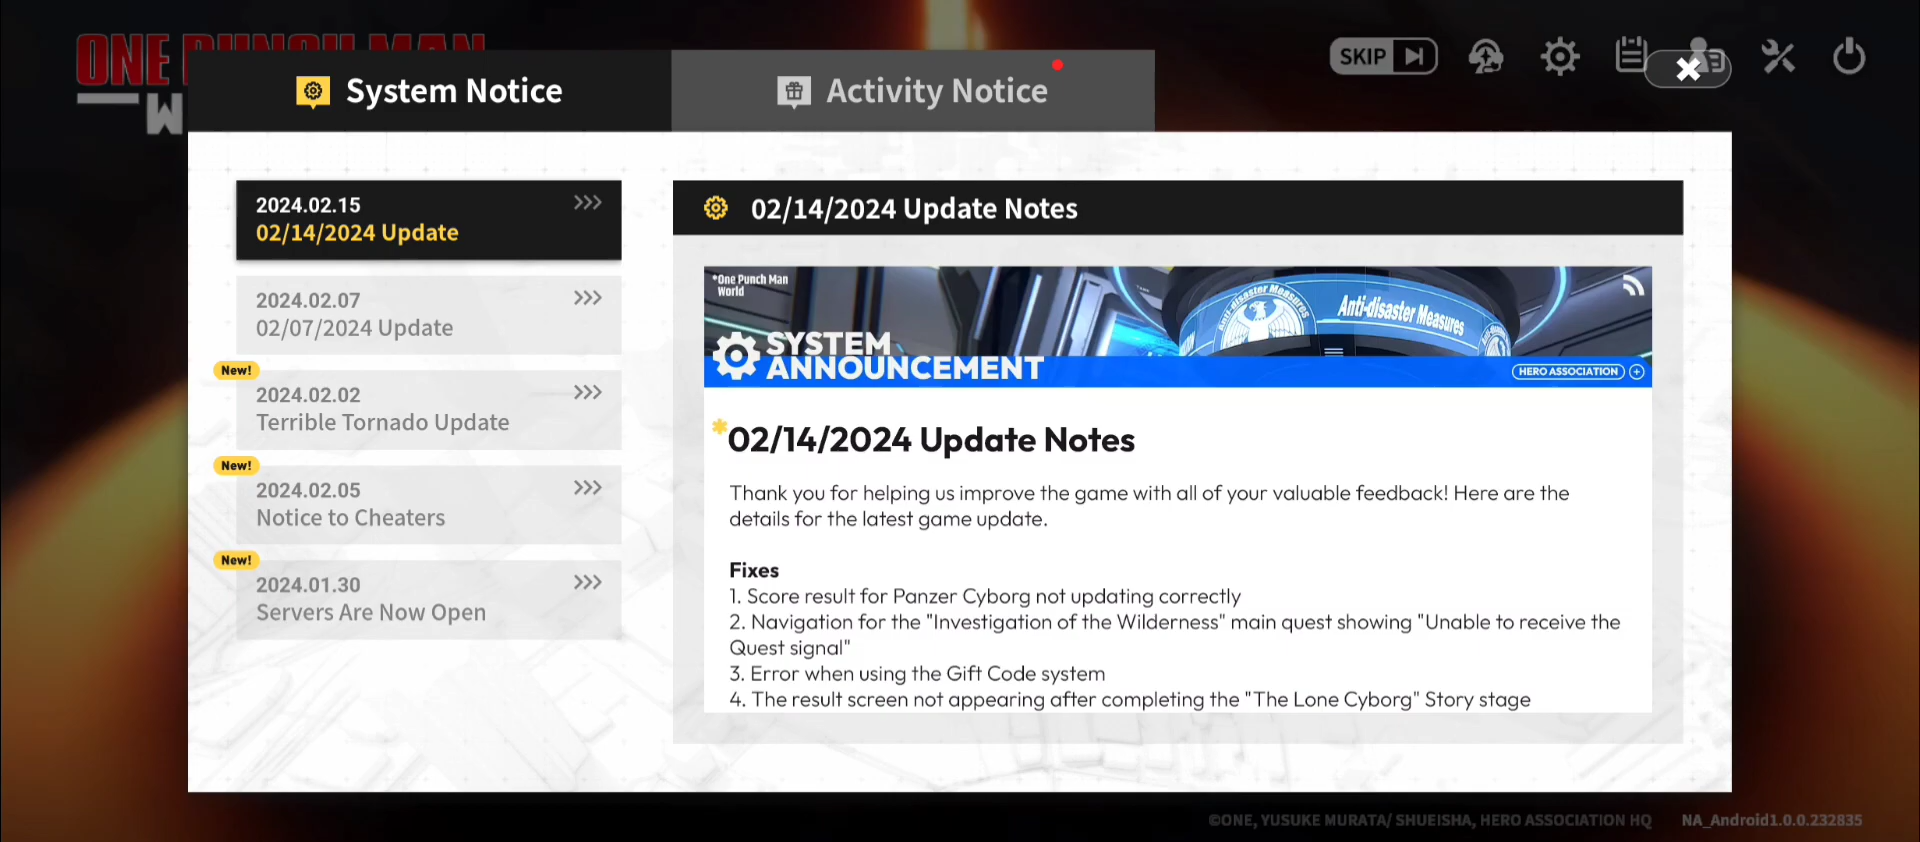 ONE PUNCH MAN
W
SKIP
System Notice
Activity Notice
2024.02.15
02/14/2024 Update
2024.02.07
02/07/2024 Update
New!
2024.02.02
Terrible Tornado Update
New!
2024.02.05
Notice to Cheaters
New!
2024.01.30
Servers Are Now Open
02/14/2024 Update Notes
*One Punch Man
World
Anti-disaster Measures
Anti-disaster Measures
SYSTEM
ANNOUNCEMENT
HERO ASSOCIATION
*02/14/2024 Update Notes
Thank you for helping us improve the game with all of your valuable feedback! Here are the
details for the latest game update.
Fixes
1. Score result for Panzer Cyborg not updating correctly
2. Navigation for the "Investigation of the Wilderness" main quest showing "Unable to receive the
Quest signal"
3. Error when using the Gift Code system
4. The result screen not appearing after completing the "The Lone Cyborg" Story stage
©ONE, YUSUKE MURATA/ SHUEISHA, HERO ASSOCIATION HQ
NA_Android1.0.0.232835